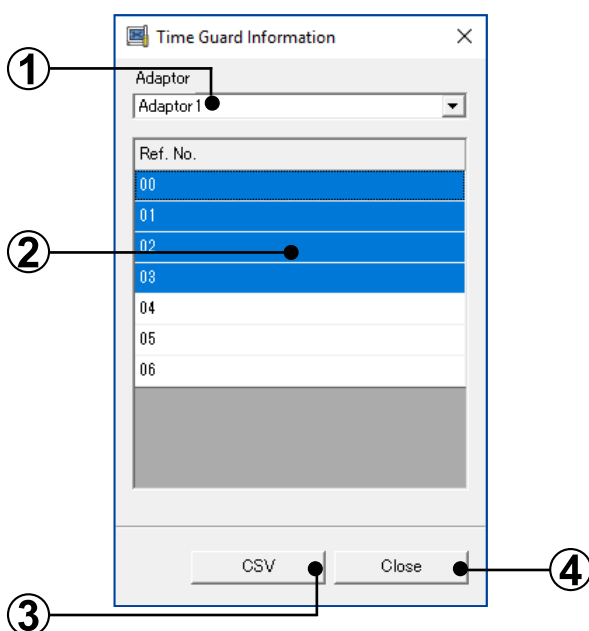 Time Guard Information
1
Adaptor
Adaptor1
Ref. No.
00
01
2
02
03
04
05
06
CSV
Close
4
3